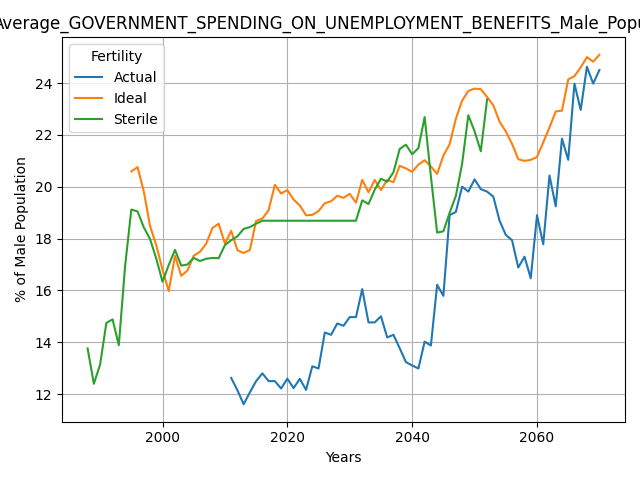 Average_GOVERNMENT_SPENDING_ON_UNEMPLOYMENT_BENEFITS_Male_Popu
Fertility
Actual
Ideal
Sterile
24
22
20
18
16
14
12
% of Male Population
2000
2020
2040
2060
Years